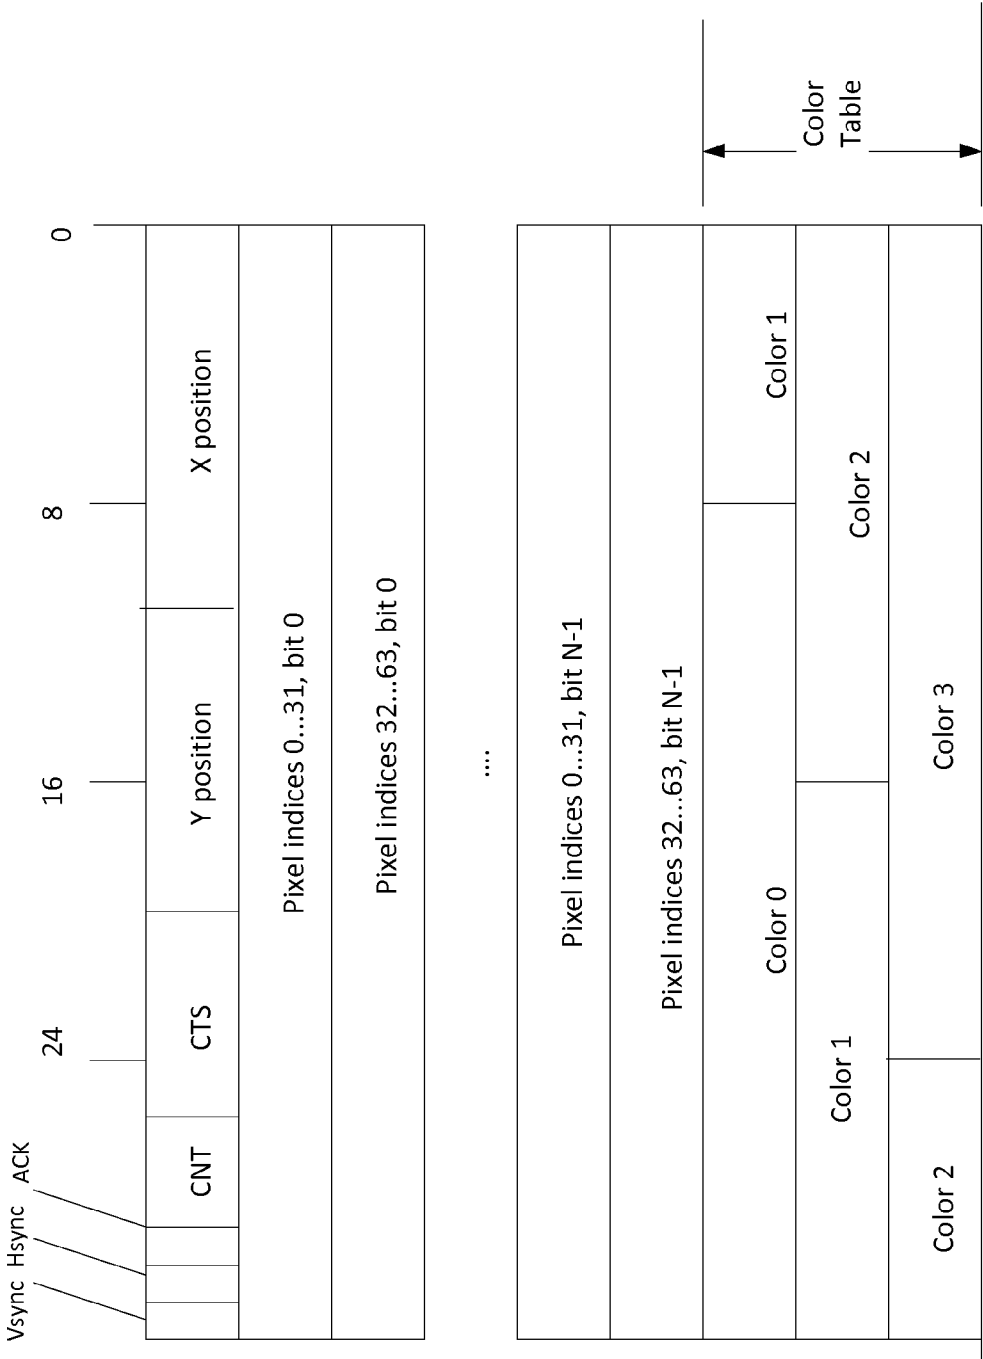 Vsync Hsync ACK
24 16 8 0
CNT CTS Y position X position
Pixel indices 0...31, bit 0
Pixel indices 32...63, bit 0
....
Pixel indices 0...31, bit N-1
Pixel indices 32...63, bit N-1
Color 0 Color 1
Color 1 Color 2
Color 2 Color 3
Color
Table